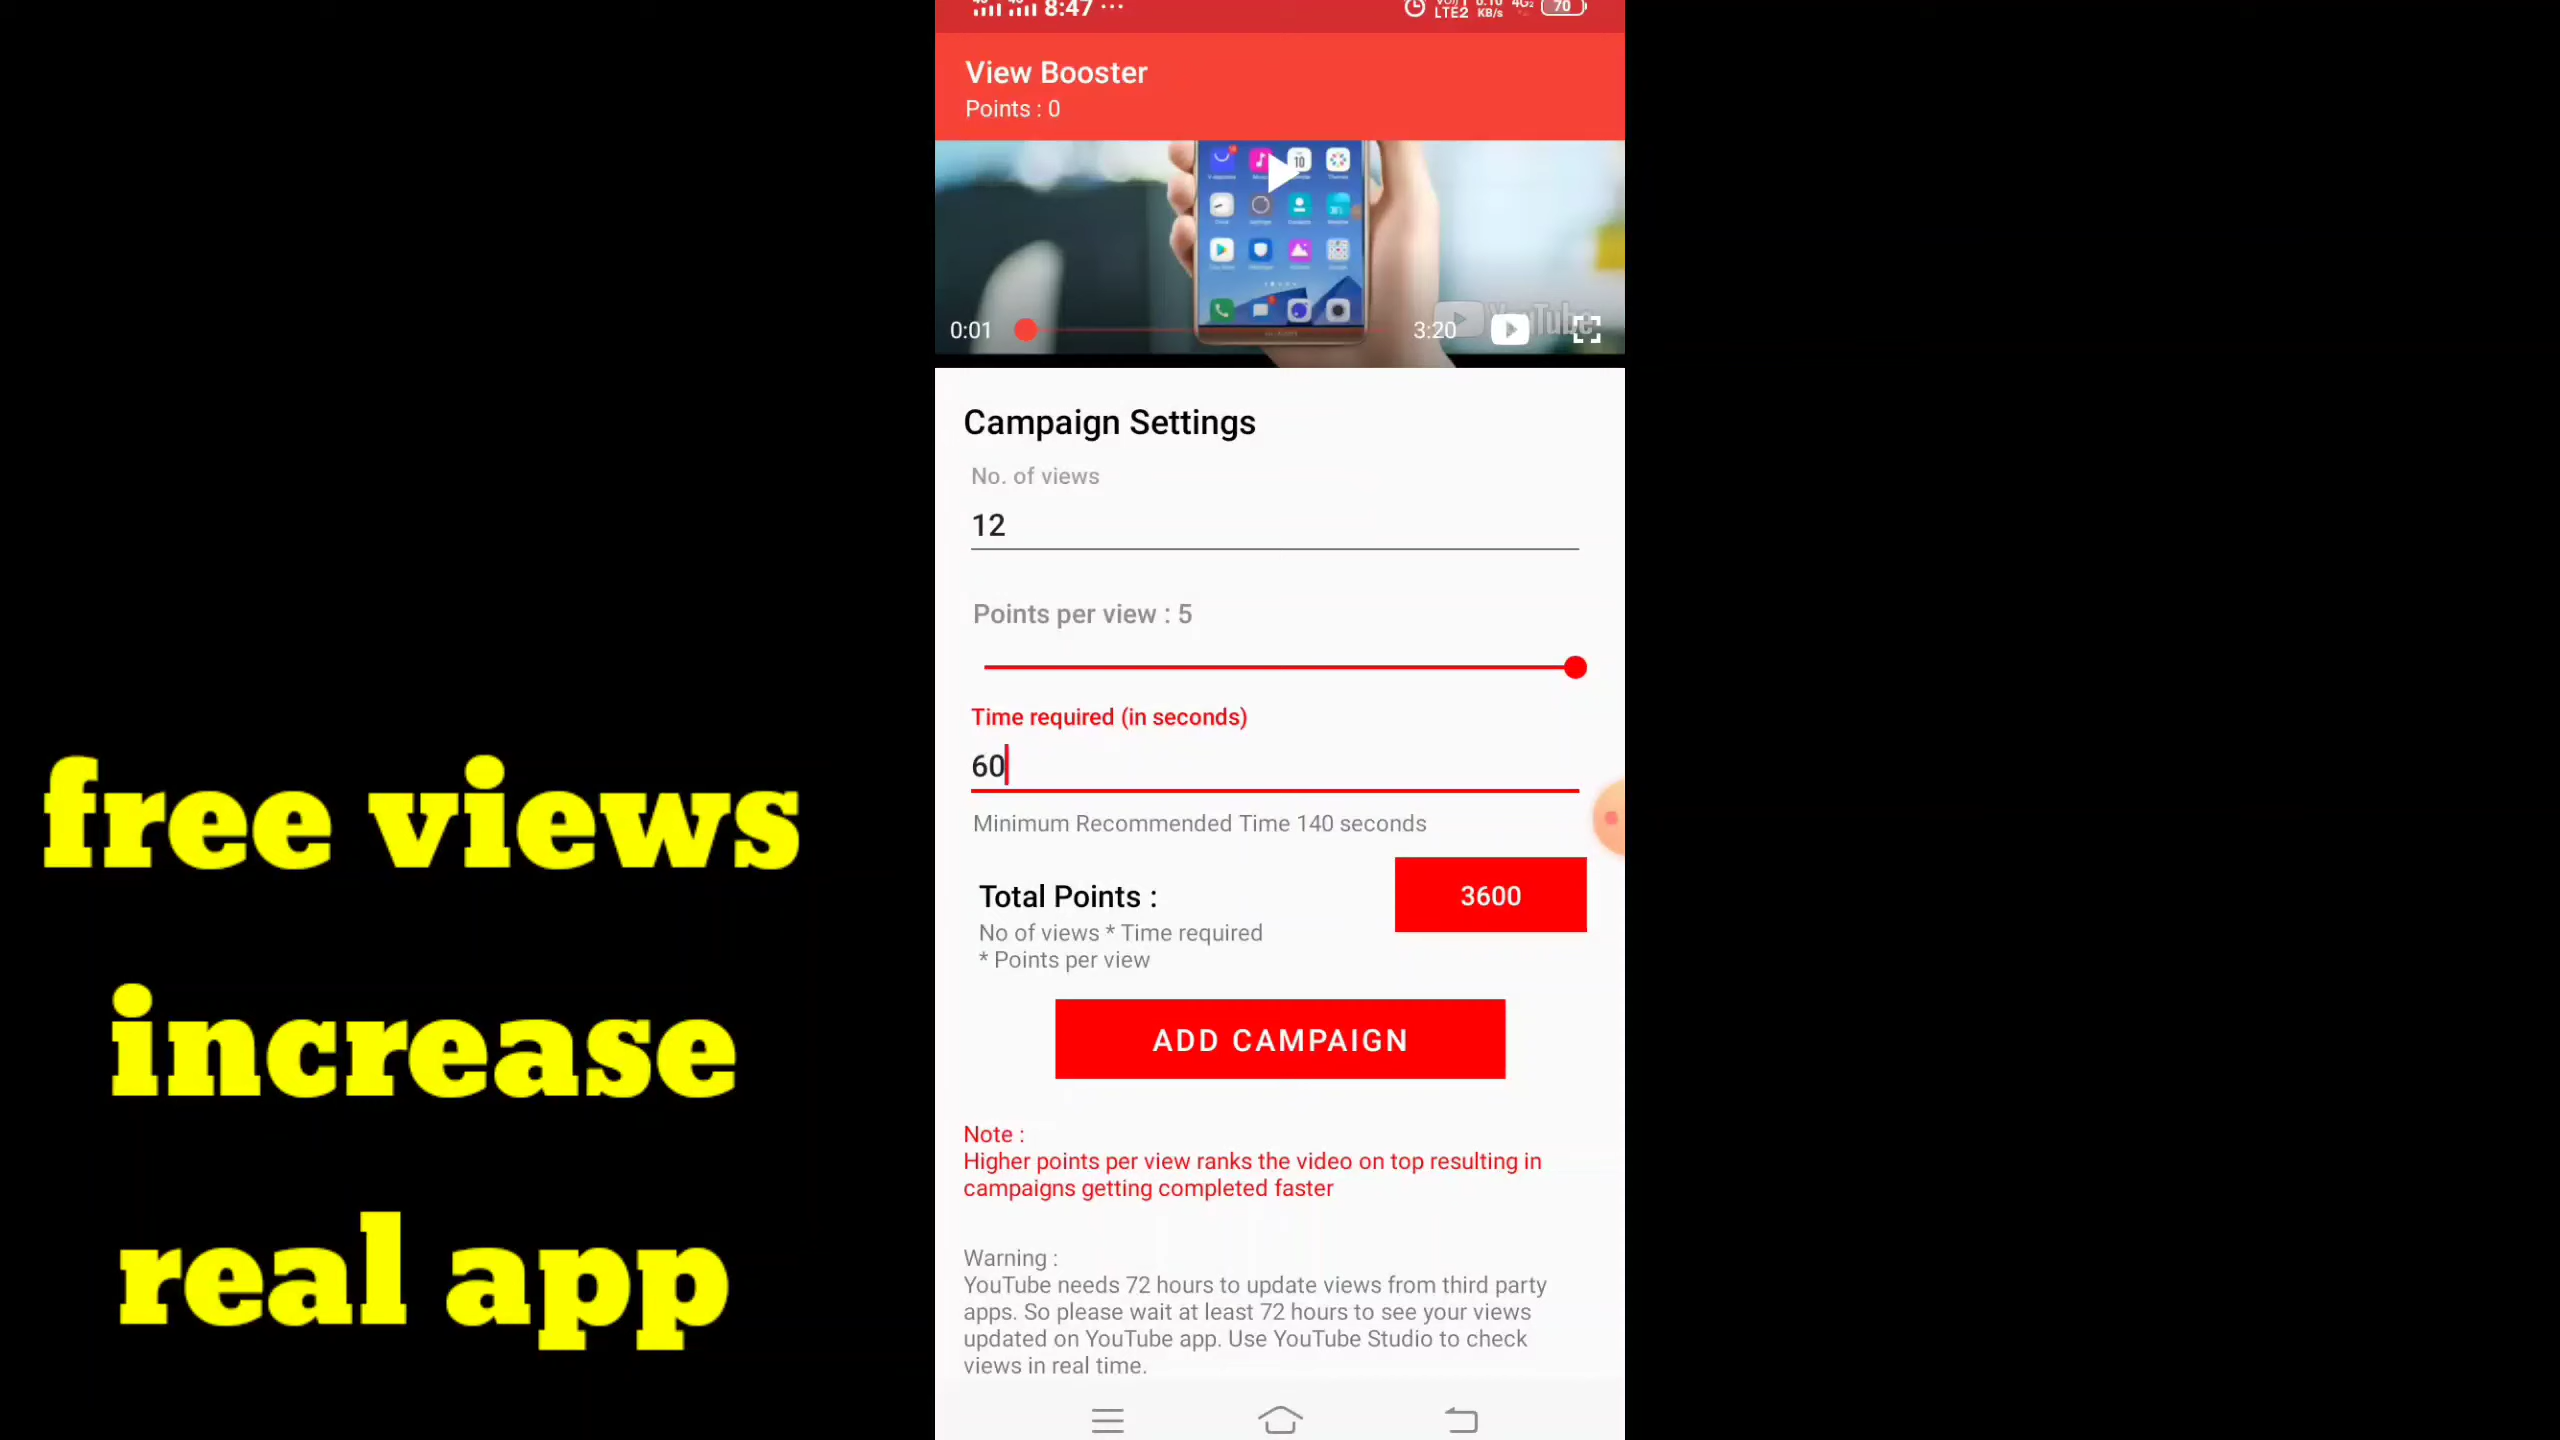 8:47 ...
LTE2 KB/s 70
View Booster
Points : 0
10
0:01
3:20
YouTube
Campaign Settings
No. of views
12
Points per view : 5
Time required (in seconds)
60
Minimum Recommended Time 140 seconds
Total Points :
3600
No of views * Time required
* Points per view
ADD CAMPAIGN
Note :
Higher points per view ranks the video on top resulting in
campaigns getting completed faster
Warning :
YouTube needs 72 hours to update views from third party
apps. So please wait at least 72 hours to see your views
updated on YouTube app. Use YouTube Studio to check
views in real time.
free views
increase
real app